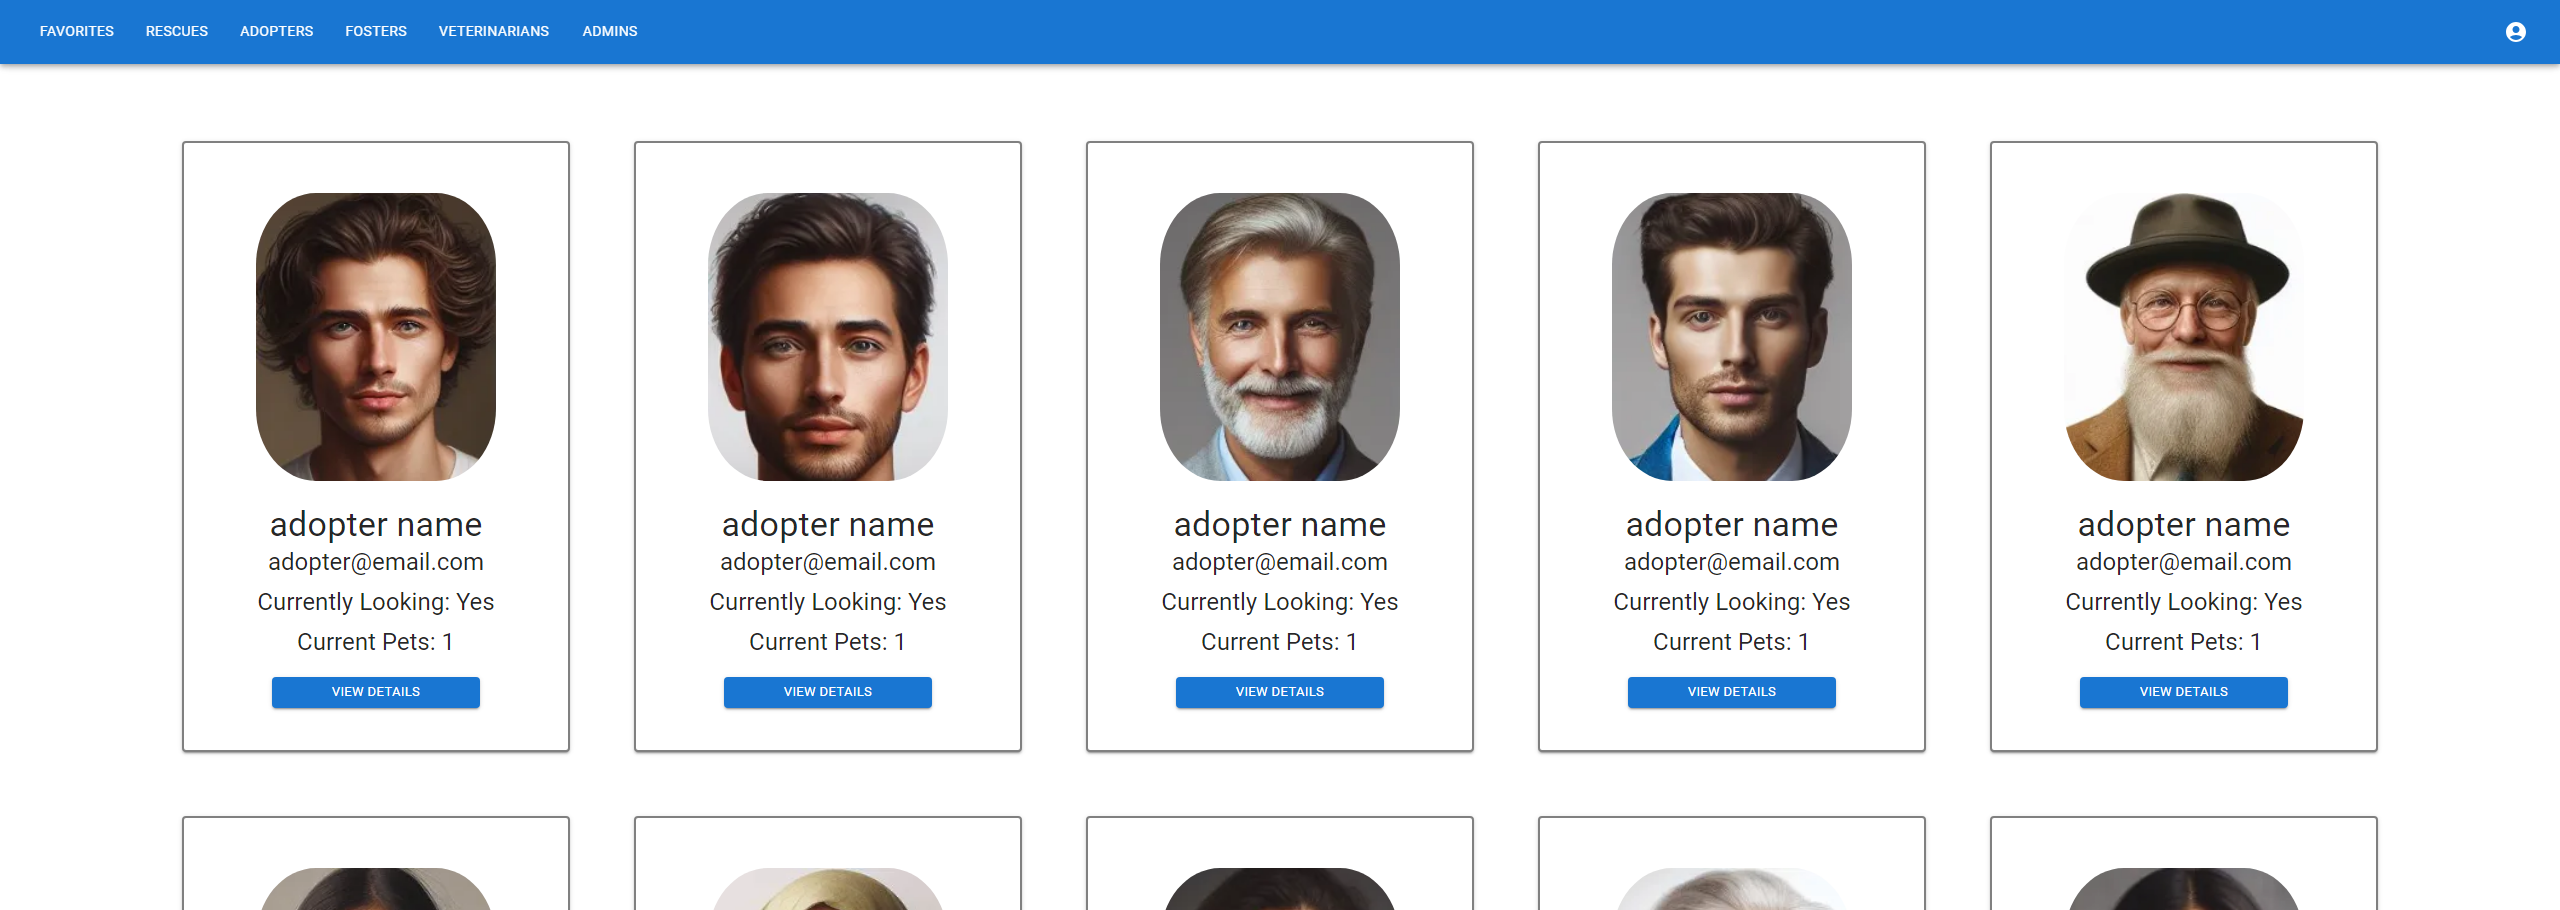 FAVORITES RESCUES ADOPTERS FOSTERS VETERINARIANS ADMINS
adopter name
adopter@email.com
Currently Looking: Yes
Current Pets: 1
VIEW DETAILS
adopter name
adopter@email.com
Currently Looking: Yes
Current Pets: 1
VIEW DETAILS
adopter name
adopter@email.com
Currently Looking: Yes
Current Pets: 1
VIEW DETAILS
adopter name
adopter@email.com
Currently Looking: Yes
Current Pets: 1
VIEW DETAILS
adopter name
adopter@email.com
Currently Looking: Yes
Current Pets: 1
VIEW DETAILS